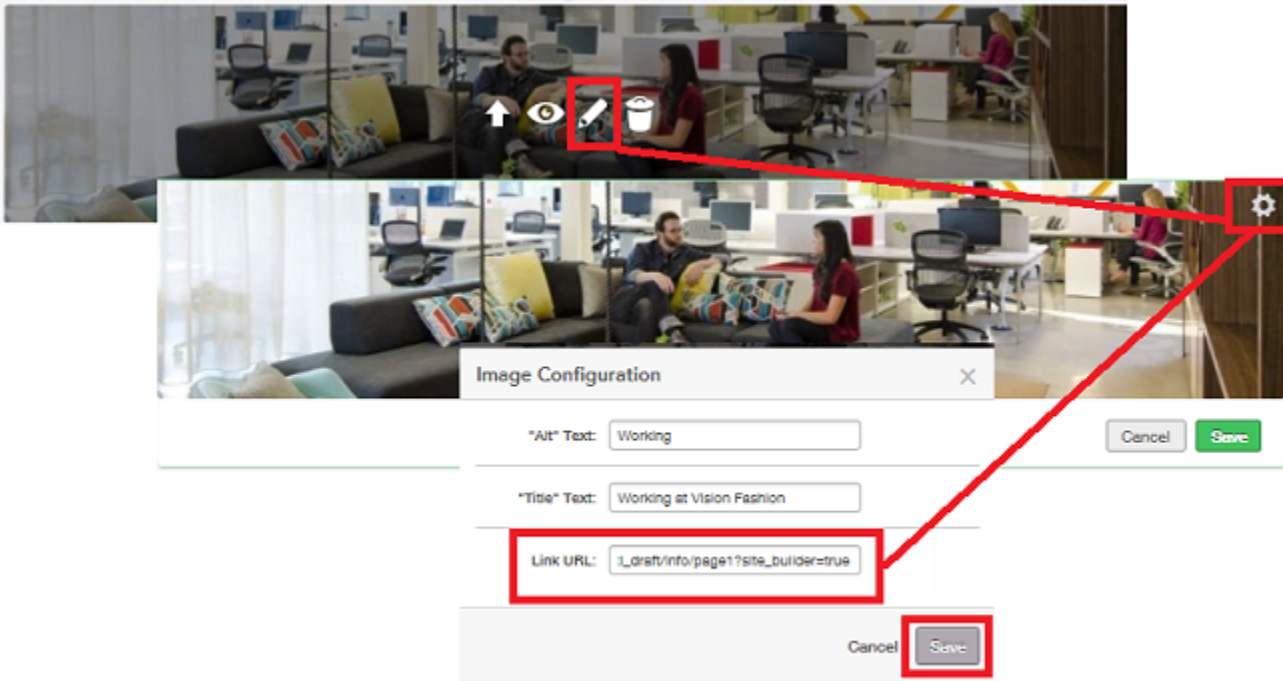 Image Configuration
"Alt" Text: Working
Cancel Save
"Title" Text: Working at Vision Fashion
Link URL: :l_draft/info/page1?site_builder=true
Cancel Save